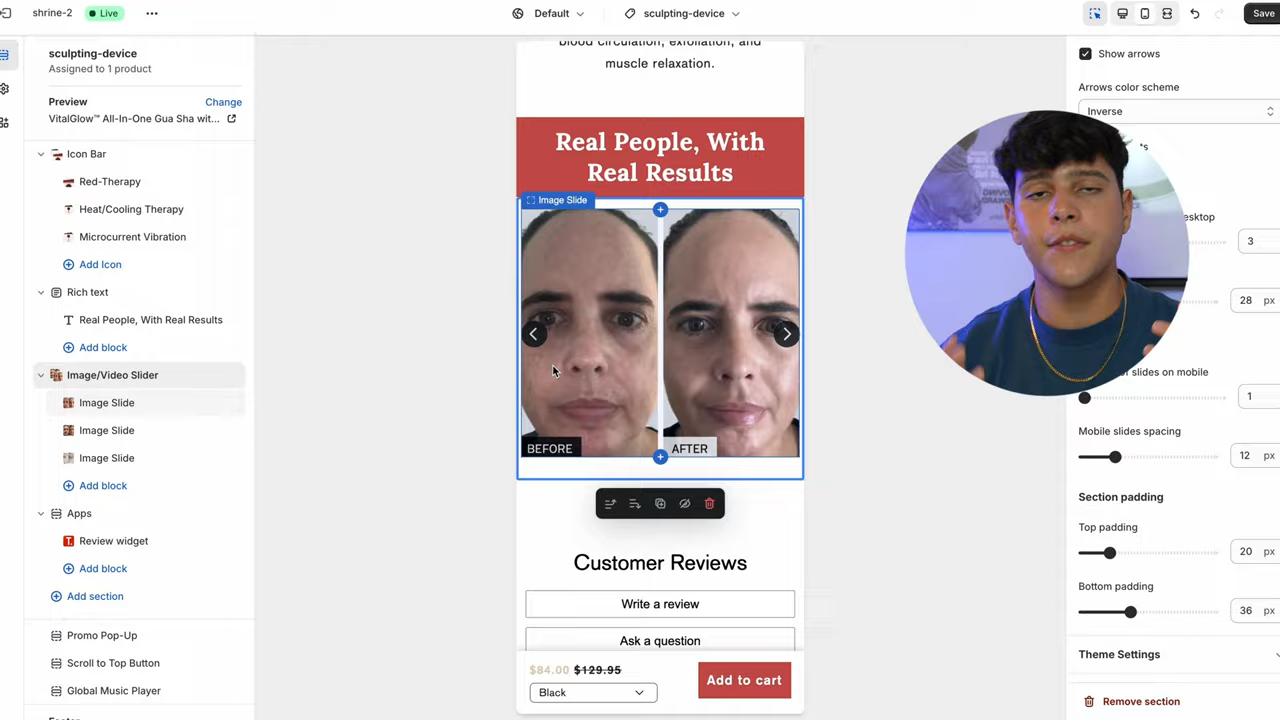 shrine-2
Live
Default
sculpting-device
Save
sculpting-device
Assigned to 1 product
Preview
Change
VitalGlow™ All-In-One Gua Sha wit...
Icon Bar
Red-Therapy
Heat/Cooling Therapy
Microcurrent Vibration
Add Icon
Rich text
Real People, With Real Results
Add block
Image/Video Slider
Image Slide
Image Slide
Image Slide
Add block
Apps
Review widget
Add block
Add section
Promo Pop-Up
Scroll to Top Button
Global Music Player
blood circulation, exfoliation, and
muscle relaxation.
Real People, With
Real Results
Image Slide
BEFORE
AFTER
Customer Reviews
Write a review
Ask a question
$84.00 $129.95
Black
Add to cart
Show arrows
Arrows color scheme
Inverse
3
28 px
slides on mobile
1
Mobile slides spacing
12 px
Section padding
Top padding
20 px
Bottom padding
36 px
Theme Settings
Remove section